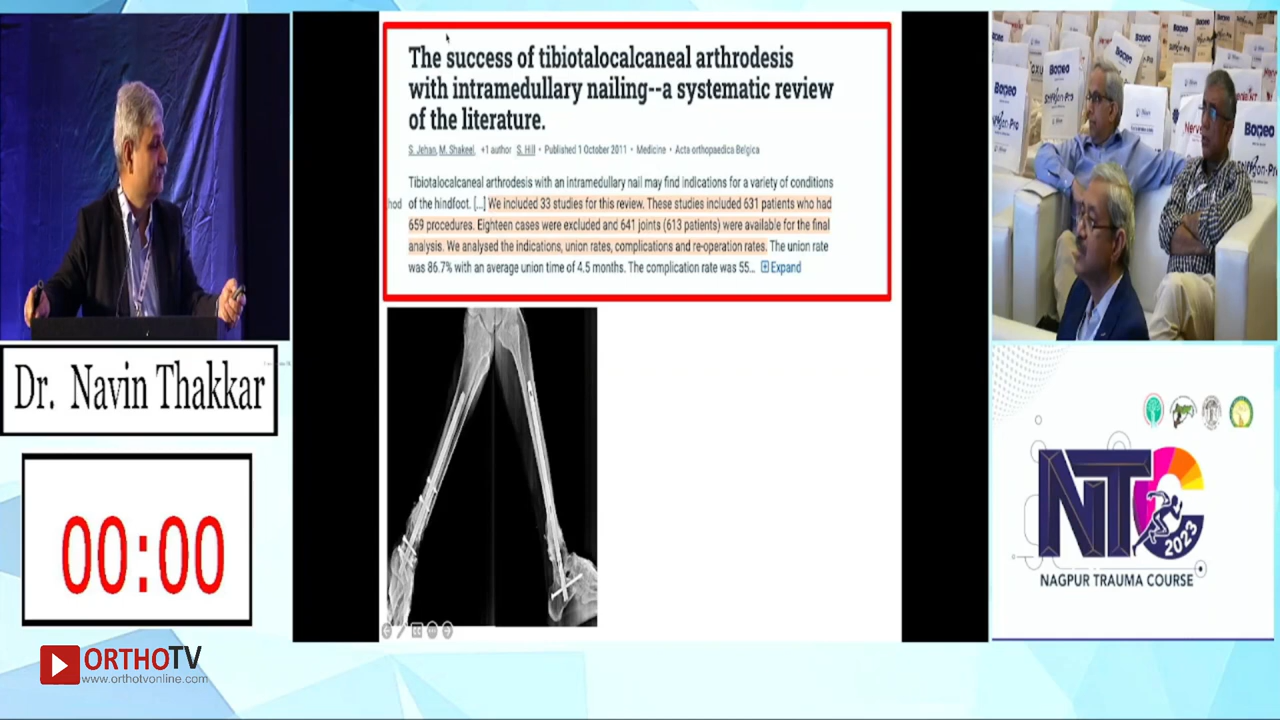 The success of tibiotalocalcaneal arthrodesis
with intramedullary nailing--a systematic review
of the literature.
S. Jehan, M. Shakeel, +1 author S. Hill • Published 1 October 2011 • Medicine • Acta orthopaedica Belgica
Tibiotalocalcaneal arthrodesis with an intramedullary nail may find indications for a variety of conditions
hod
of the hindfoot. [...] We included 33 studies for this review. These studies included 631 patients who had
659 procedures. Eighteen cases were excluded and 641 joints (613 patients) were available for the final
analysis. We analysed the indications, union rates, complications and re-operation rates. The union rate
was 86.7% with an average union time of 4.5 months. The complication rate was 55... Expand
Dr. Navin Thakkar
00:00
ORTHOTV
www.orthotvonline.com
Boqeo
Boqeo
Boqeo
NTC
2023
NAGPUR TRAUMA COURSE